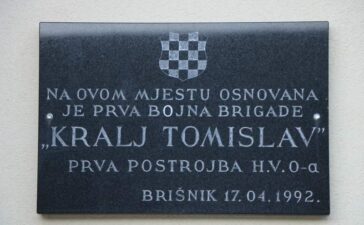 NA OVOM MJESTU OSNOVANA
JE PRVA BOJNA BRIGADE
„KRALJ TOMISLAV”
PRVA POSTROJBA H.V.O-a
BRIŠNIK 17.04.1992.